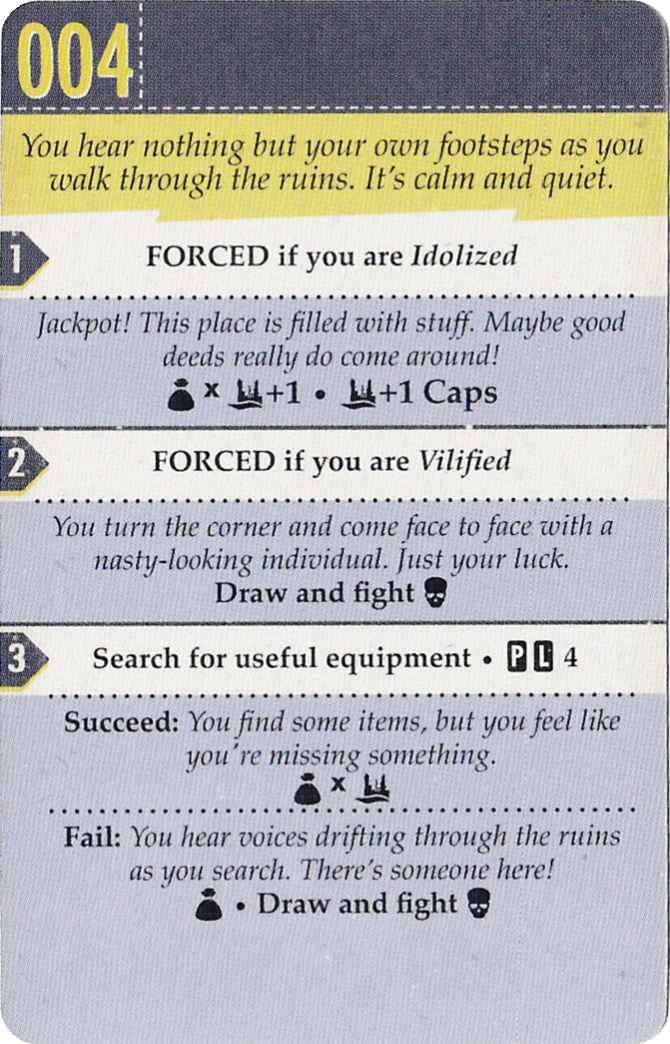 004
You hear nothing but your own footsteps as you
walk through the ruins. It's calm and quiet.
1
FORCED if you are Idolized
Jackpot! This place is filled with stuff. Maybe good
deeds really do come around!
x +1 • +1 Caps
2
FORCED if you are Vilified
You turn the corner and come face to face with a
nasty-looking individual. Just your luck.
Draw and fight
3
Search for useful equipment • P L 4
Succeed: You find some items, but you feel like
you're missing something.
x
Fail: You hear voices drifting through the ruins
as you search. There's someone here!
• Draw and fight